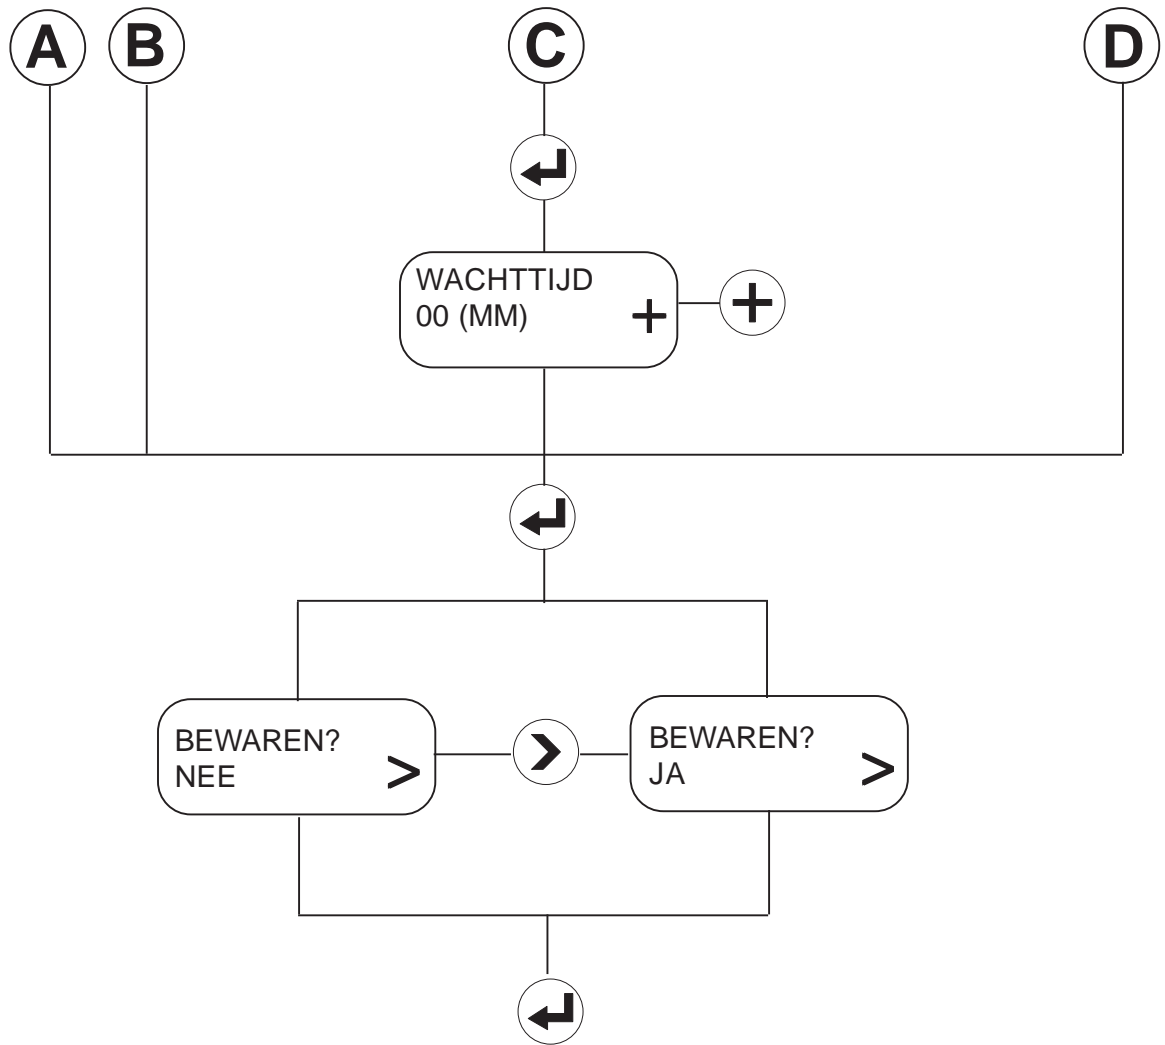 A B C D
WACHTTIJD
00 (MM) +
+
BEWAREN?
NEE >
BEWAREN?
JA >